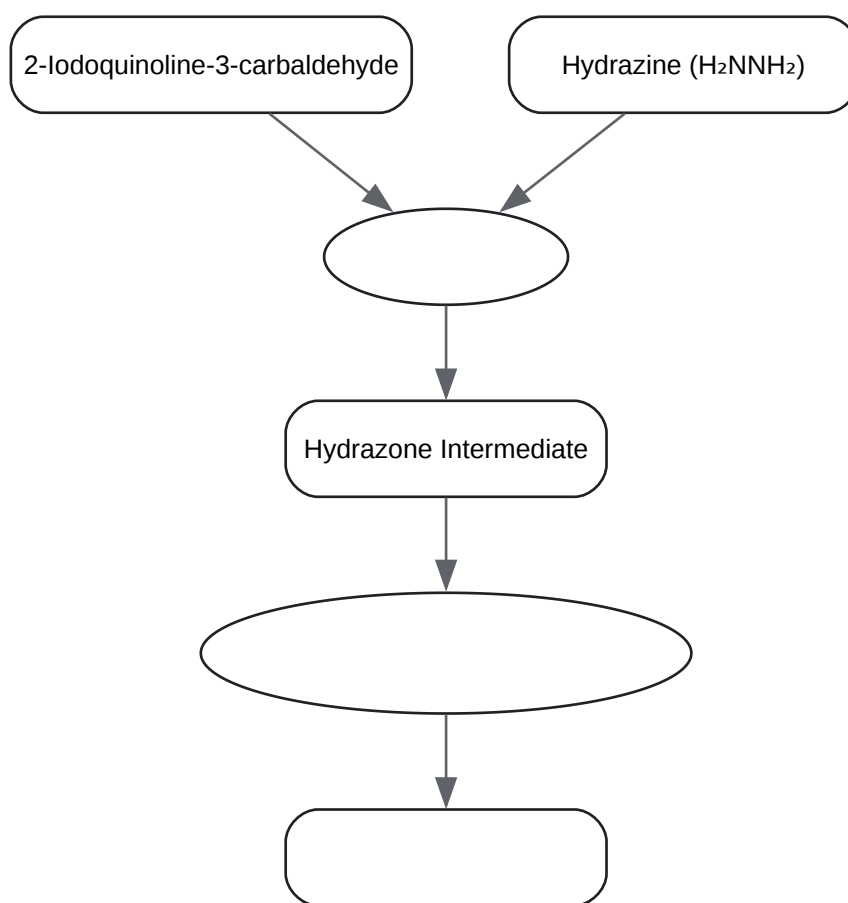 2-Iodoquinoline-3-carbaldehyde
Hydrazine (H₂NNH₂)
Hydrazone Intermediate